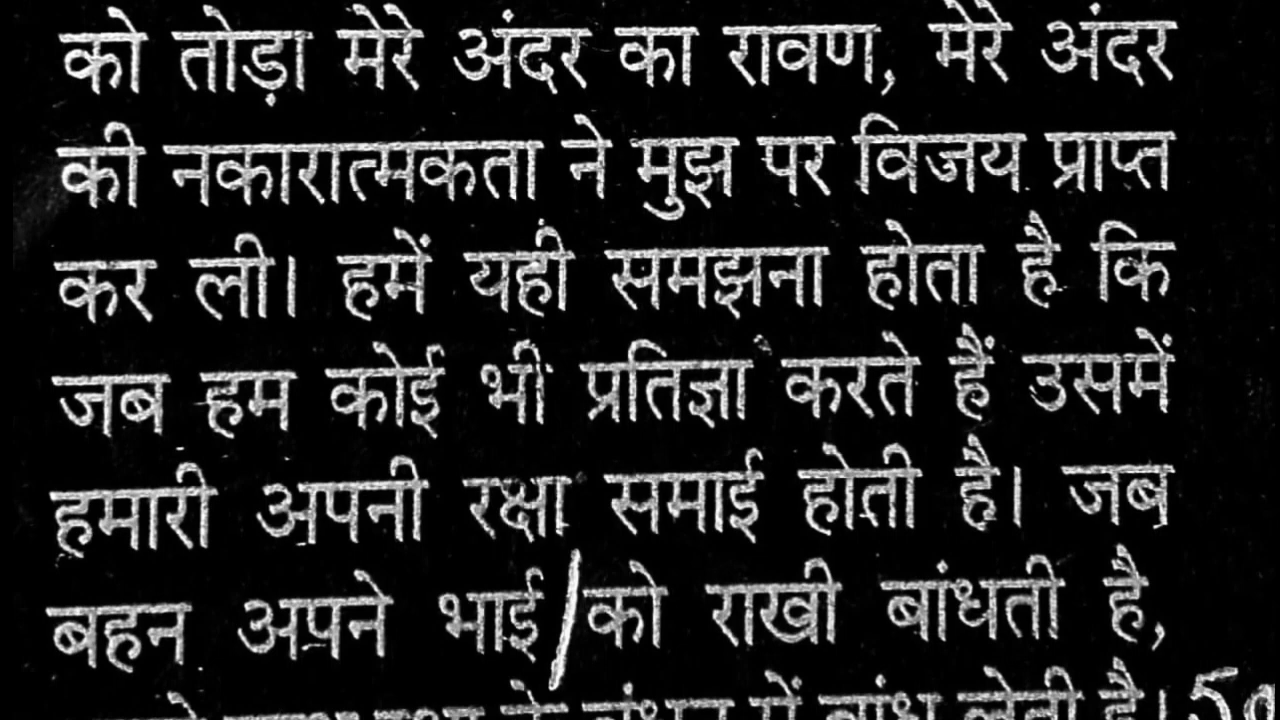 को तोड़ा मेरे अंदर का रावण, मेरे अंदर
की नकारात्मकता ने मुझ पर विजय प्राप्त
कर ली। हमें यही समझना होता है कि
जब हम कोई भी प्रतिज्ञा करते हैं उसमें
हमारी अपनी रक्षा समाई होती है। जब
बहन अपने भाई/को राखी बांधती है,
के बंधन में बांध लेती है।